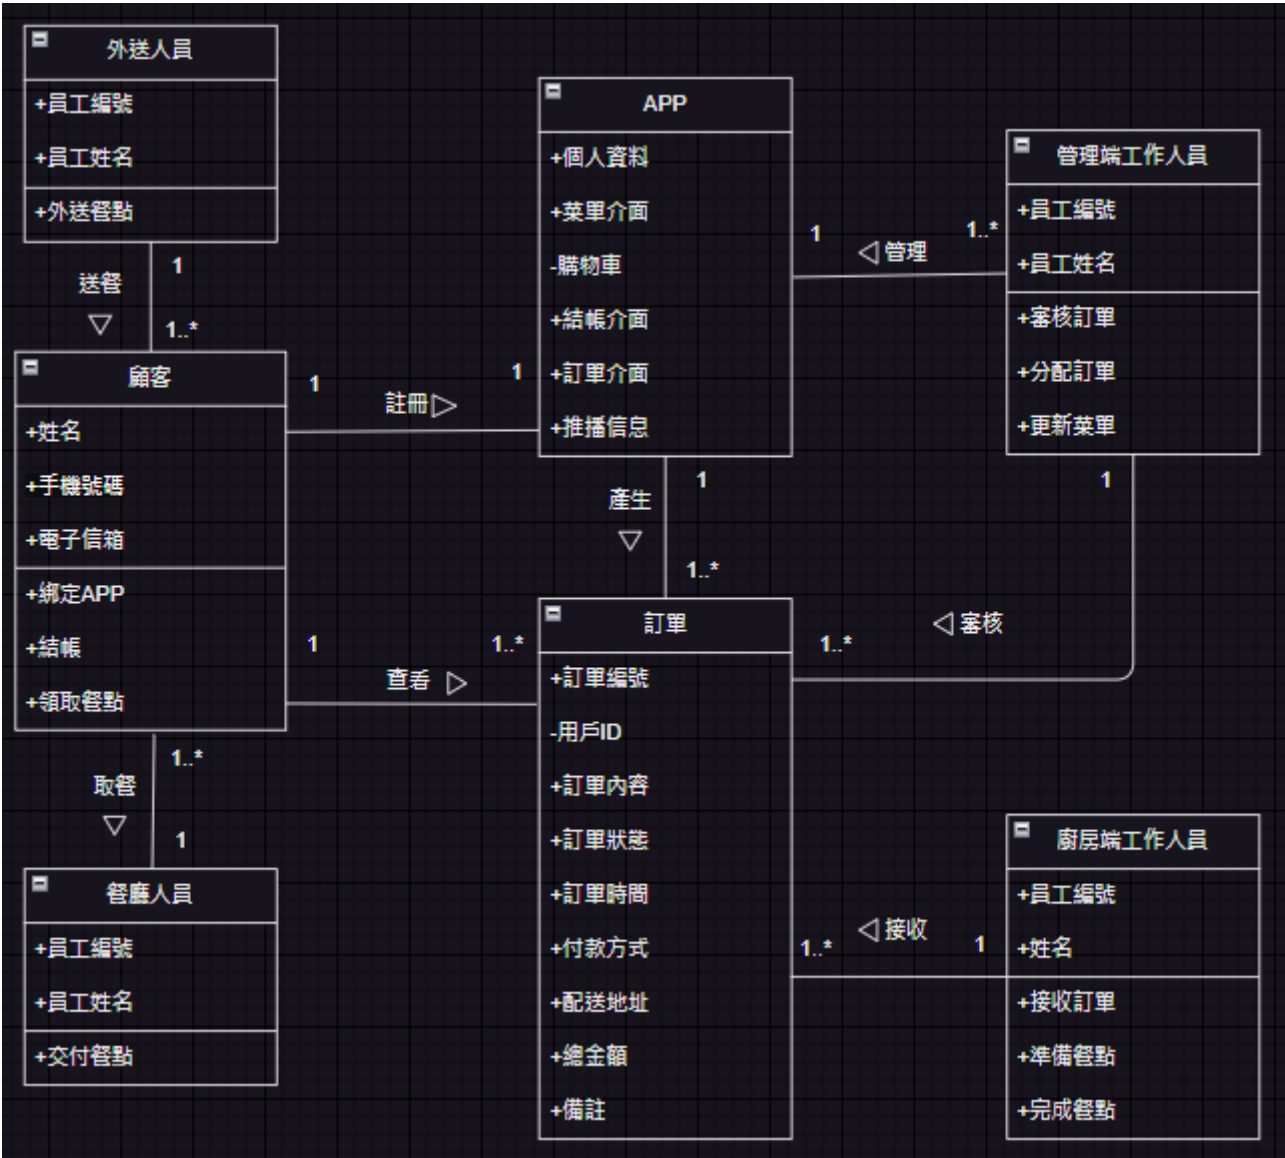 外送人員
+員工編號
+員工姓名
+外送餐點
1
送餐
1..*
顧客
+姓名
+手機號碼
+電子信箱
+綁定APP
+結帳
+領取餐點
1..*
取餐
1
餐廳人員
+員工編號
+員工姓名
+交付餐點
1
註冊
1
1
查看
1..*
APP
+個人資料
+菜單介面
-購物車
+結帳介面
+訂單介面
+推播信息
1
產生
1..*
訂單
+訂單編號
-用戶ID
+訂單內容
+訂單狀態
+訂單時間
+付款方式
+配送地址
+總金額
+備註
1
管理
1..*
管理端工作人員
+員工編號
+員工姓名
+審核訂單
+分配訂單
+更新菜單
1
審核
1..*
1..*
接收
1
廚房端工作人員
+員工編號
+姓名
+接收訂單
+準備餐點
+完成餐點